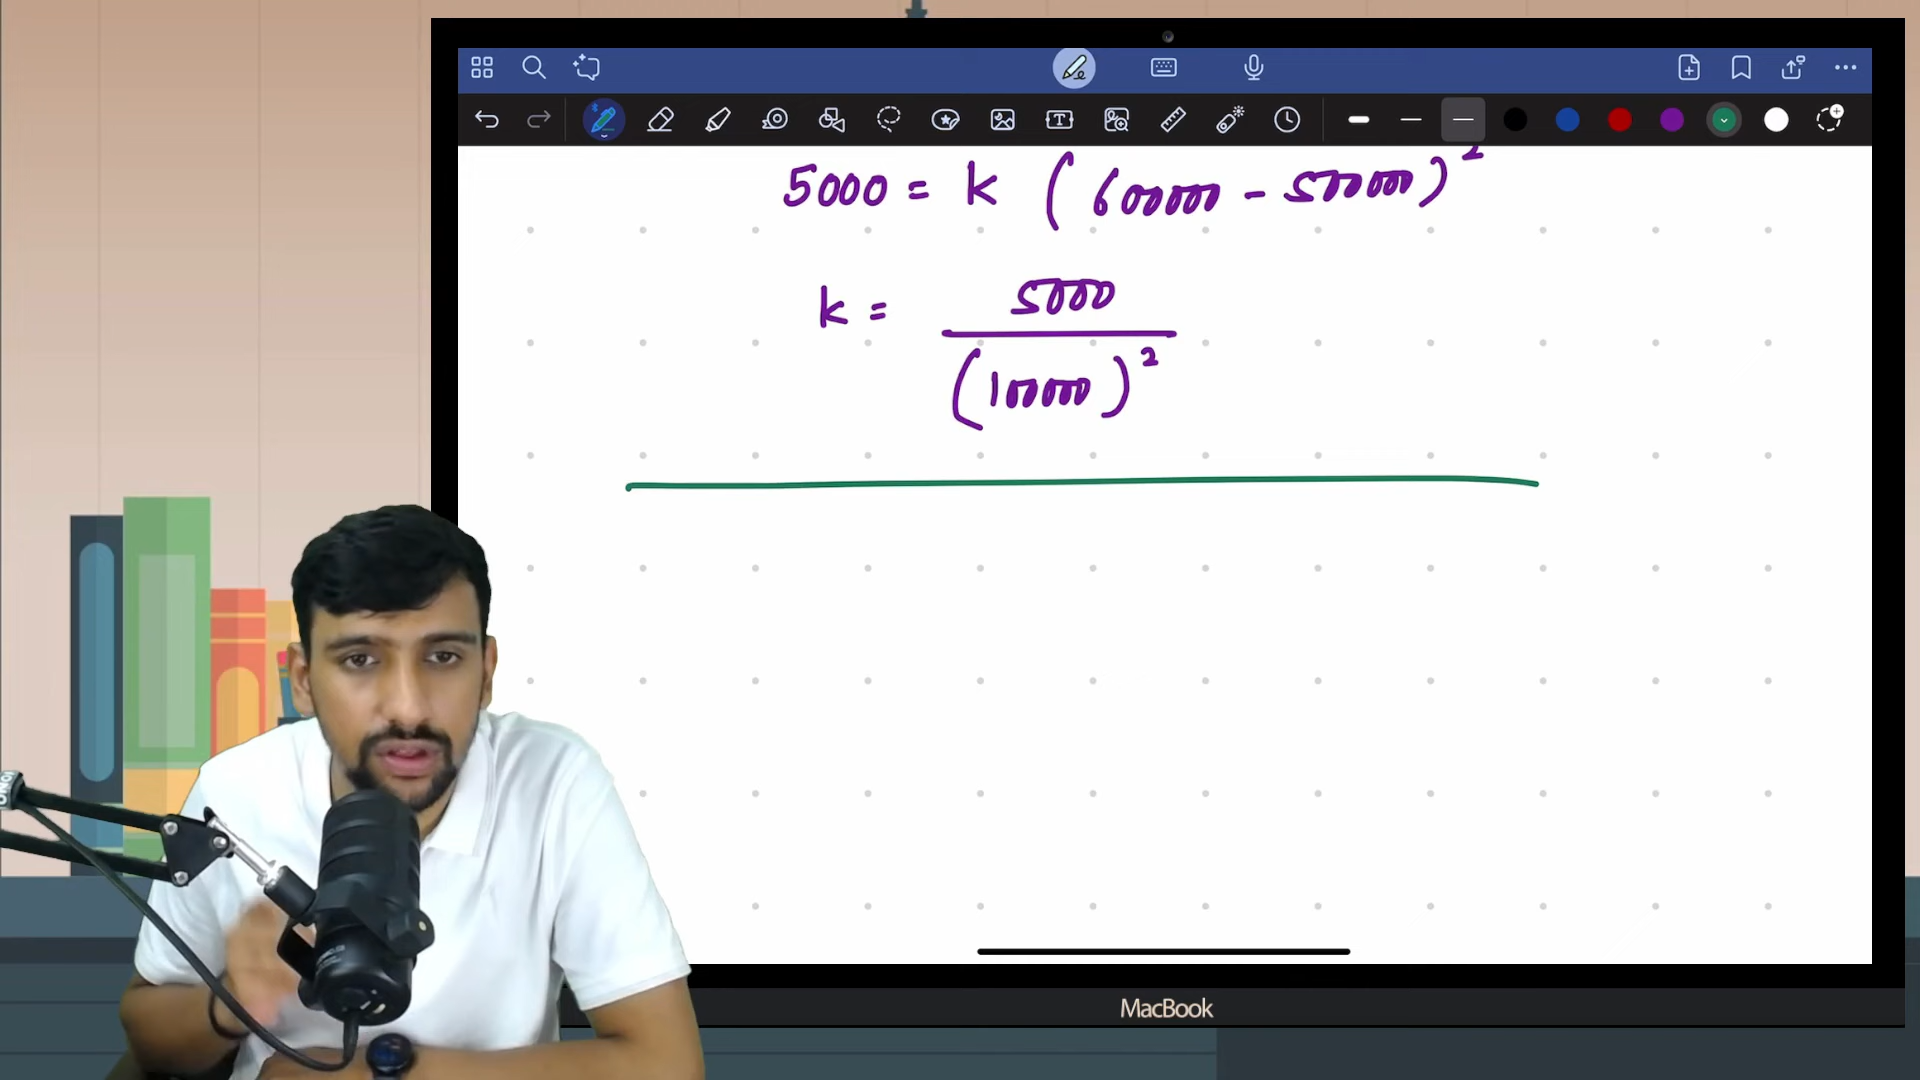 5000 = k (600000 - 500000)²
k = 5000 / (100000)²
MacBook